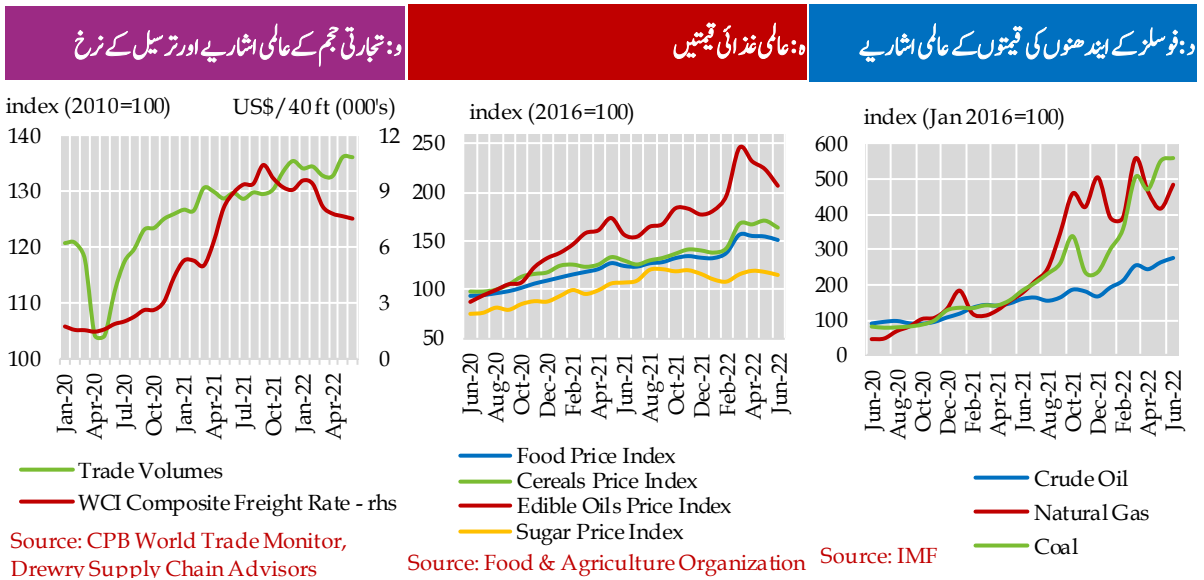 د: فوسلز کے ایندھنوں کی قیمتوں کے عالمی اشاریے
index (Jan 2016=100)
600
500
400
300
200
100
0
Jun-20
Aug-20
Oct-20
Dec-20
Feb-21
Apr-21
Jun-21
Aug-21
Oct-21
Dec-21
Feb-22
Apr-22
Jun-22
Crude Oil
Natural Gas
Coal
Source: IMF
ہ: عالمی غذائی قیمتیں
index (2016=100)
250
200
150
100
50
Jun-20
Aug-20
Oct-20
Dec-20
Feb-21
Apr-21
Jun-21
Aug-21
Oct-21
Dec-21
Feb-22
Apr-22
Jun-22
Food Price Index
Cereals Price Index
Edible Oils Price Index
Sugar Price Index
Source: Food & Agriculture Organization
و: تجارتی حجم کے عالمی اشاریے اور ترسیل کے نرخ
index (2010=100)
US$/40 ft (000's)
140
130
120
110
100
12
9
6
3
0
Jan-20
Apr-20
Jul-20
Oct-20
Jan-21
Apr-21
Jul-21
Oct-21
Jan-22
Apr-22
Trade Volumes
WCI Composite Freight Rate - rhs
Source: CPB World Trade Monitor,
Drewry Supply Chain Advisors